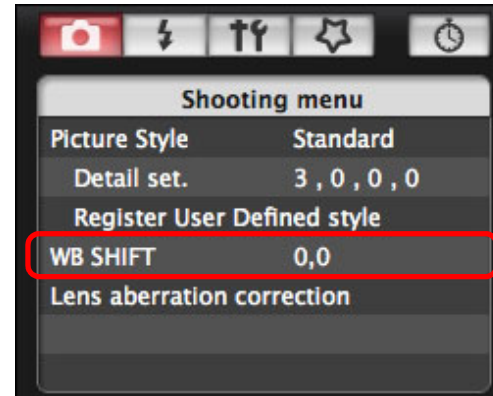 Shooting menu
Picture Style Standard
Detail set. 3 , 0 , 0 , 0
Register User Defined style
WB SHIFT 0,0
Lens aberration correction